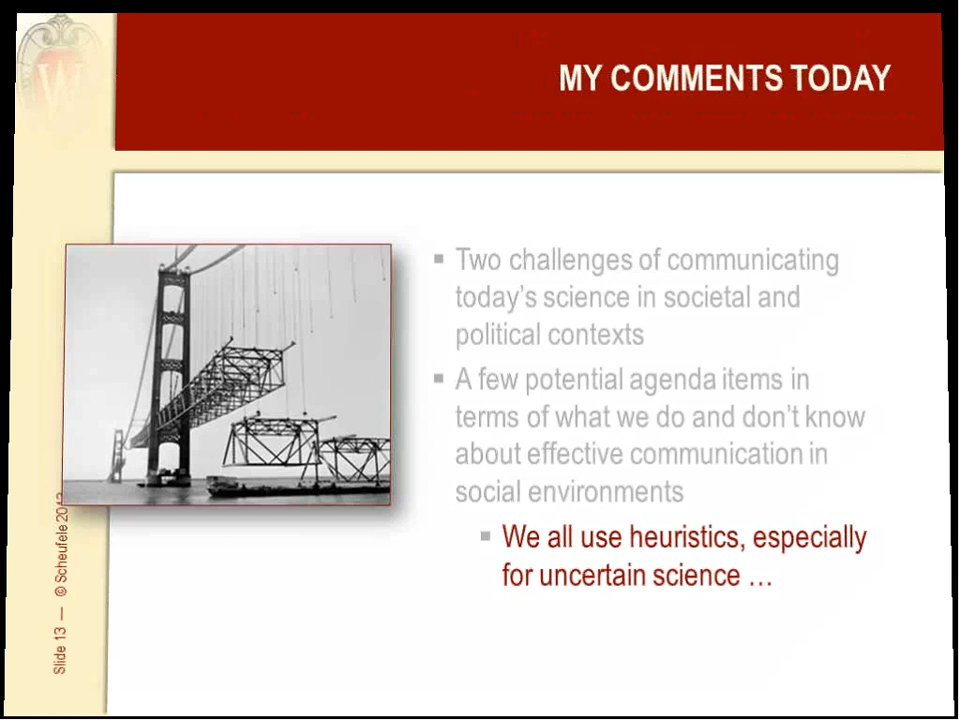 W
MY COMMENTS TODAY
▪ Two challenges of communicating
today's science in societal and
political contexts
▪ A few potential agenda items in
terms of what we do and don't know
about effective communication in
social environments
▪ We all use heuristics, especially
for uncertain science …
Slide 13 — © Scheufele